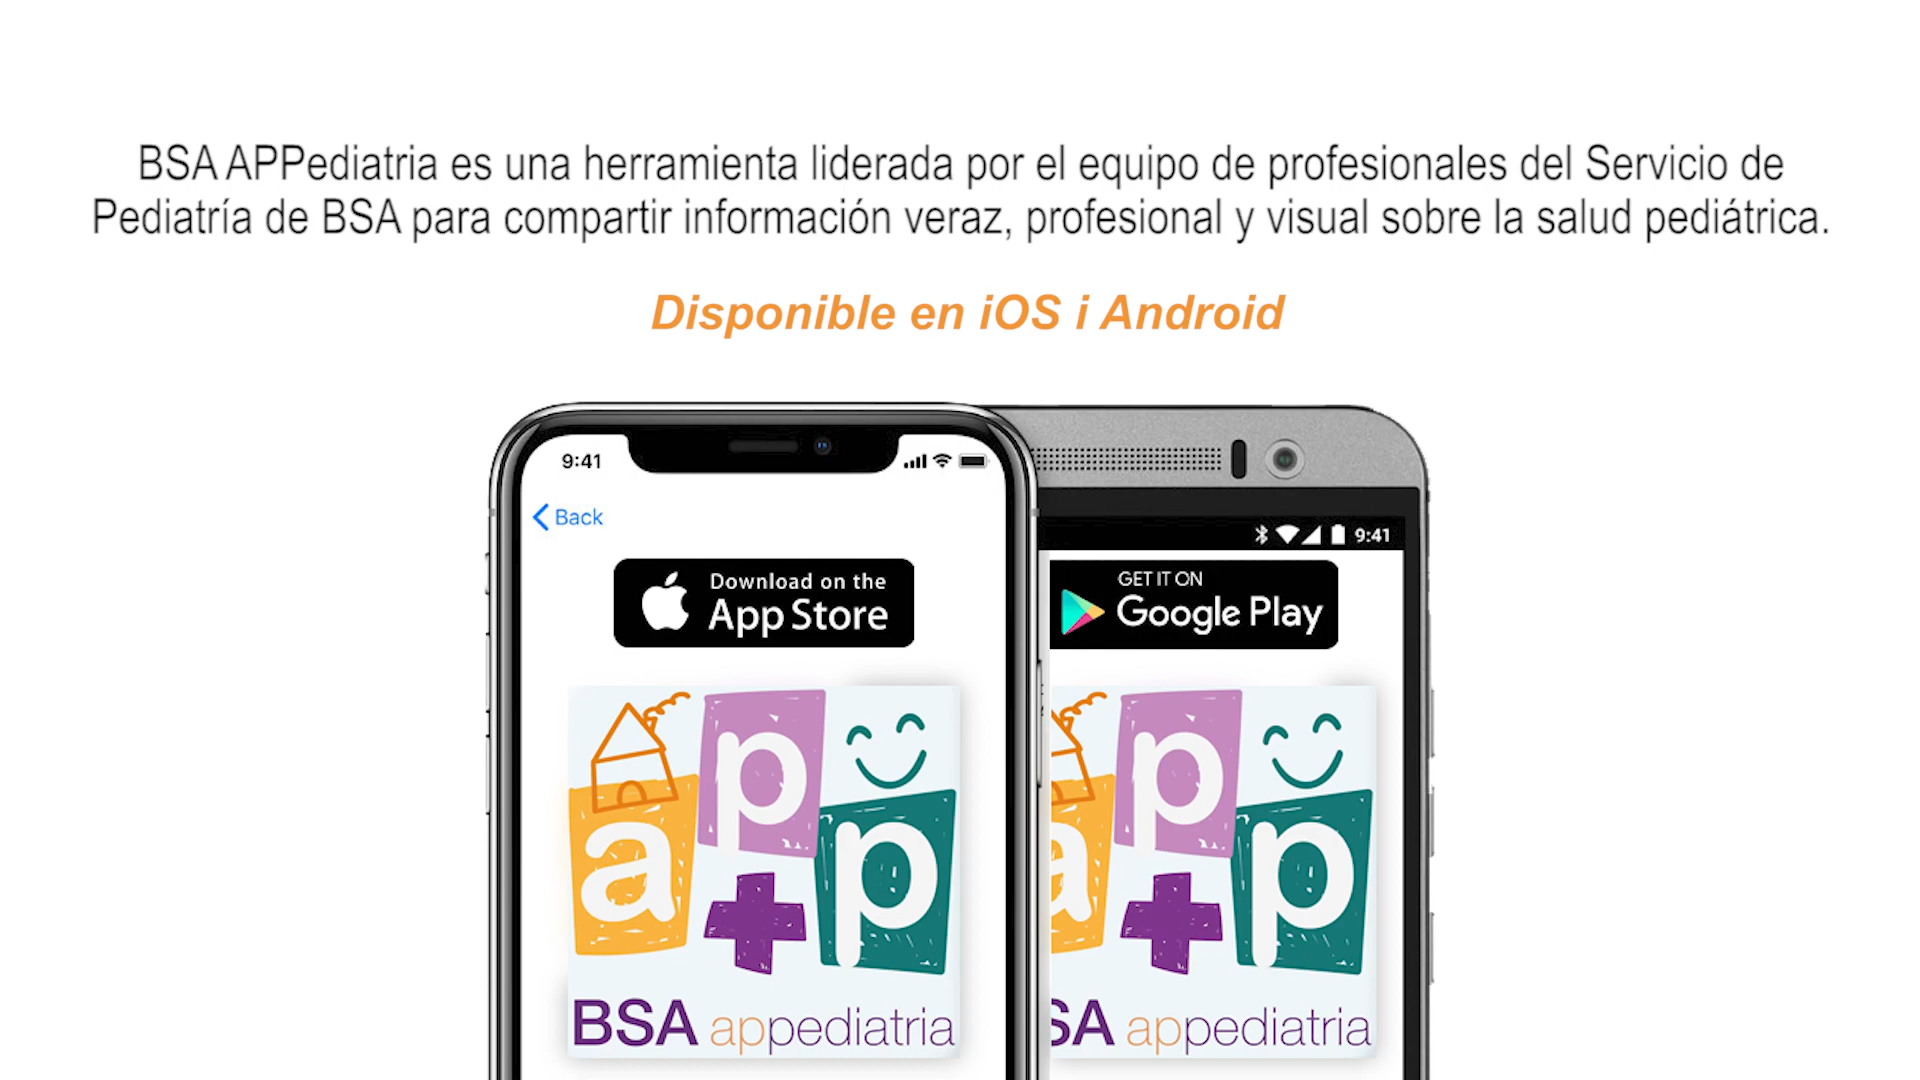 BSA APPediatria es una herramienta liderada por el equipo de profesionales del Servicio de
Pediatría de BSA para compartir información veraz, profesional y visual sobre la salud pediátrica.
Disponible en iOS i Android
9:41
Back
Download on the
App Store
app
BSA appediatria
9:41
GET IT ON
Google Play
app
SA appediatria